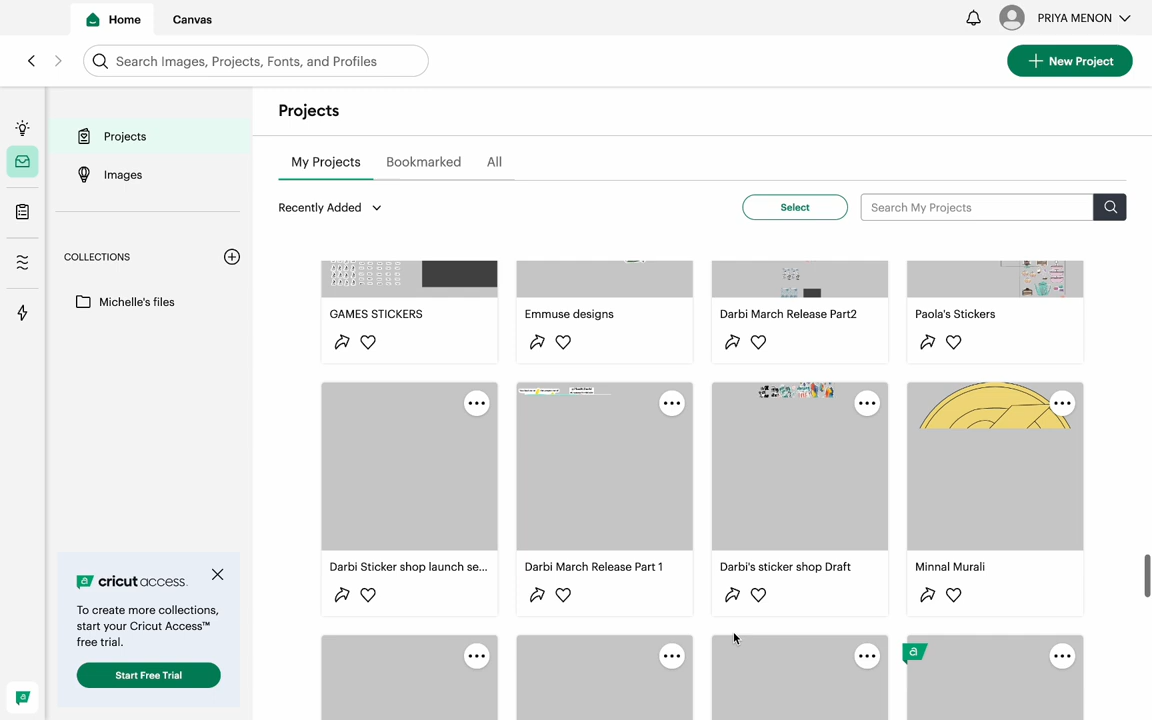 Home
Canvas
PRIYA MENON
Search Images, Projects, Fonts, and Profiles
New Project
Projects
Images
COLLECTIONS
Michelle's files
cricut access.
To create more collections,
start your Cricut Access™
free trial.
Start Free Trial
Projects
My Projects
Bookmarked
All
Recently Added
Select
Search My Projects
GAMES STICKERS
Emmuse designs
Darbi March Release Part2
Paola's Stickers
Darbi Sticker shop launch se...
Darbi March Release Part 1
Darbi's sticker shop Draft
Minnal Murali